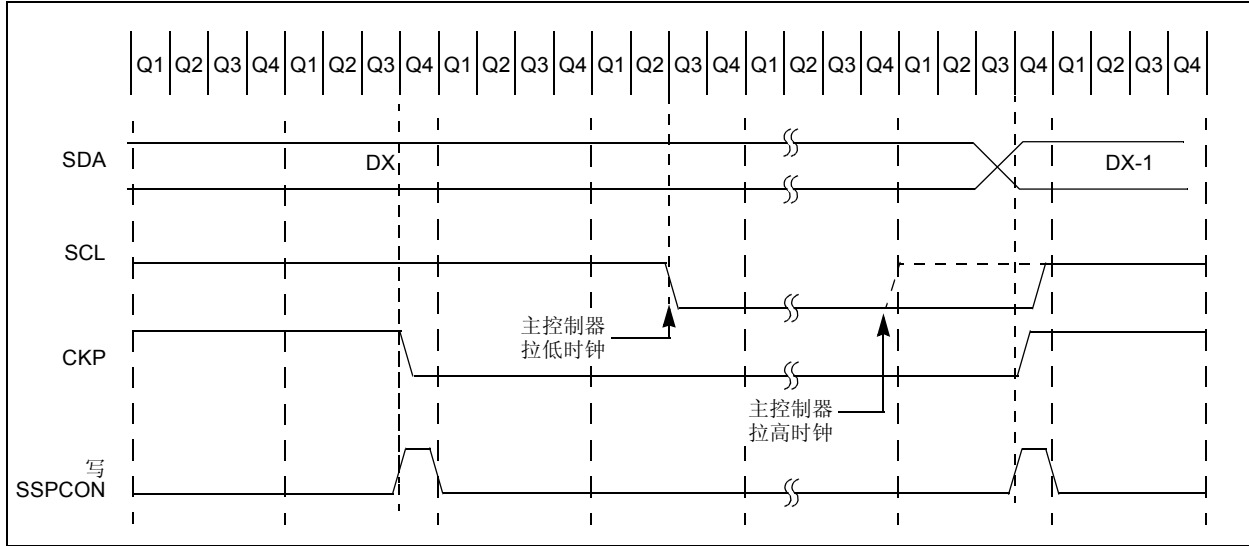 Q1 Q2 Q3 Q4 Q1 Q2 Q3 Q4 Q1 Q2 Q3 Q4 Q1 Q2 Q3 Q4 Q1 Q2 Q3 Q4 Q1 Q2 Q3 Q4 Q1 Q2 Q3 Q4
SDA DX DX-1
SCL
主控制器
拉低时钟
CKP
主控制器
拉高时钟
写
SSPCON